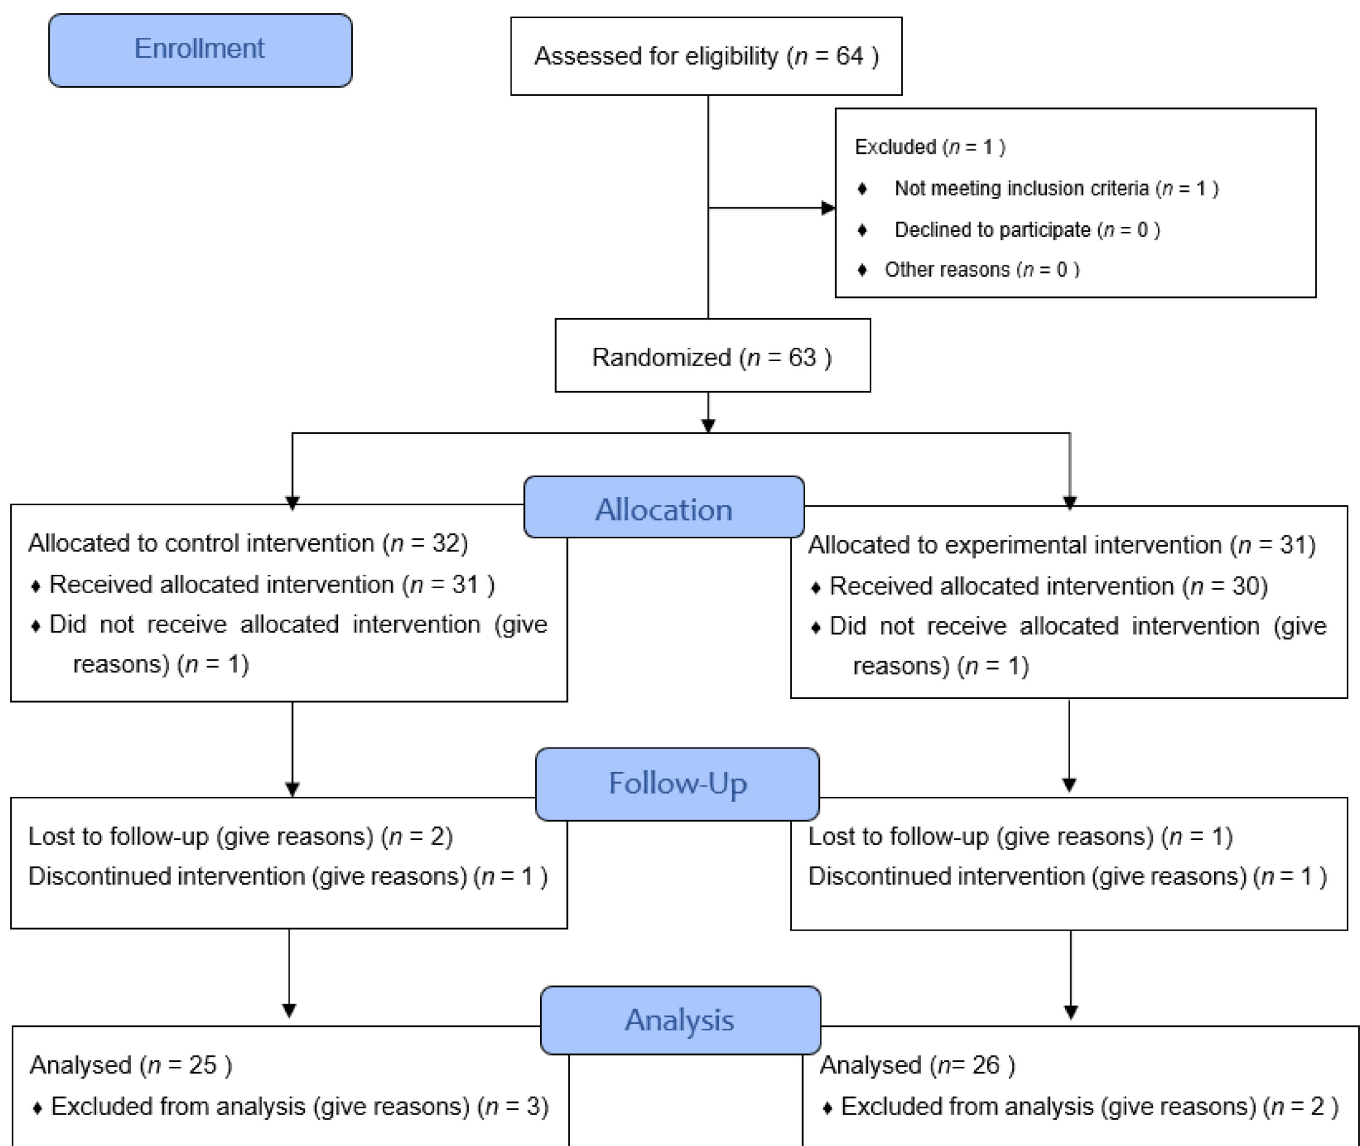 Enrollment
Assessed for eligibility (n = 64 )
Excluded (n = 1 )
♦ Not meeting inclusion criteria (n = 1 )
♦ Declined to participate (n = 0 )
♦ Other reasons (n = 0 )
Randomized (n = 63 )
Allocation
Allocated to control intervention (n = 32)
♦ Received allocated intervention (n = 31 )
♦ Did not receive allocated intervention (give
reasons) (n = 1)
Allocated to experimental intervention (n = 31)
♦ Received allocated intervention (n = 30)
♦ Did not receive allocated intervention (give
reasons) (n = 1)
Follow-Up
Lost to follow-up (give reasons) (n = 2)
Discontinued intervention (give reasons) (n = 1 )
Lost to follow-up (give reasons) (n = 1)
Discontinued intervention (give reasons) (n = 1 )
Analysis
Analysed (n = 25 )
♦ Excluded from analysis (give reasons) (n = 3)
Analysed (n= 26 )
♦ Excluded from analysis (give reasons) (n = 2 )